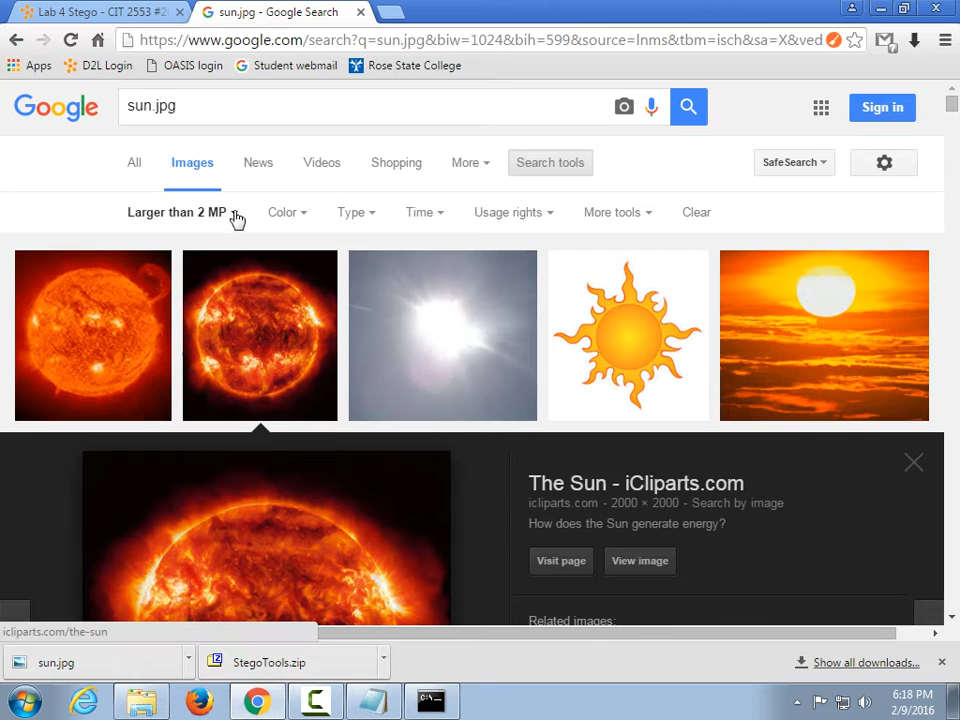 Lab 4 Stego - CIT 2553 #2
sun.jpg - Google Search
https://www.google.com/search?q=sun.jpg&biw=1024&bih=599&source=lnms&tbm=isch&sa=X&ved
Apps D2L Login OASIS login Student webmail Rose State College
Google sun.jpg Sign in
All Images News Videos Shopping More Search tools SafeSearch
Larger than 2 MP Color Type Time Usage rights More tools Clear
The Sun - iCliparts.com
icliparts.com - 2000 × 2000 - Search by image
How does the Sun generate energy?
Visit page View image
Related images:
icliparts.com/the-sun
sun.jpg StegoTools.zip Show all downloads...
6:18 PM
2/9/2016